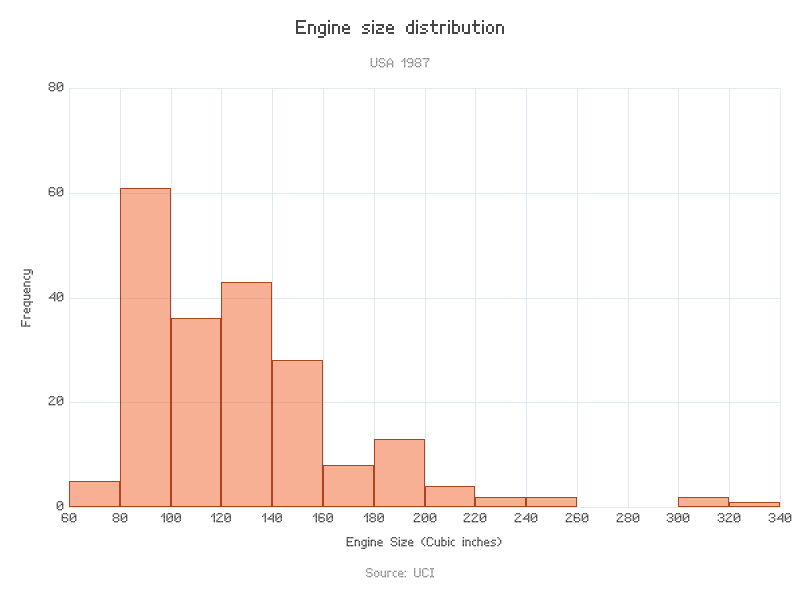 Engine size distribution
USA 1987
80
60
40
20
0
Frequency
60 80 100 120 140 160 180 200 220 240 260 280 300 320 340
Engine Size (Cubic inches)
Source: UCI